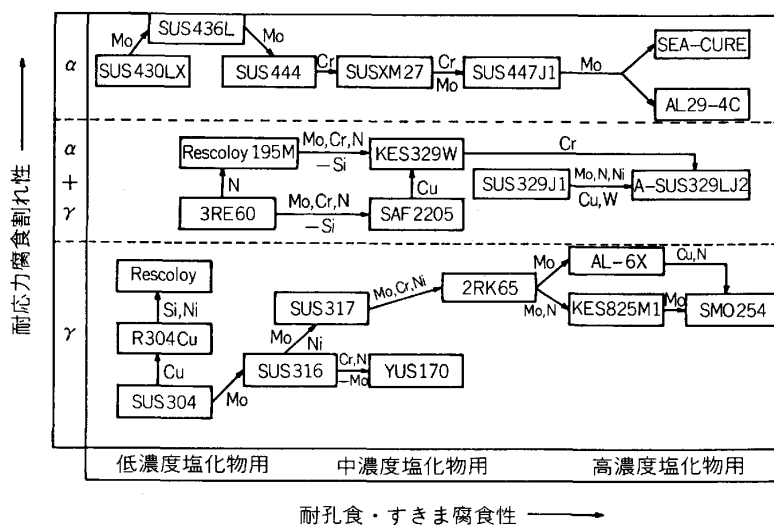 耐応力腐食割れ性
α
SUS436L
Mo
Mo
SUS430LX
SUS444
Cr
SUSXM27
Cr
Mo
SUS447J1
Mo
SEA-CURE
AL29-4C
α
+
γ
Rescoloy 195M
Mo,Cr,N
-Si
KES329W
Cr
N
Cu
SUS329J1
Mo,N,Ni
Cu,W
A-SUS329LJ2
3RE60
Mo,Cr,N
-Si
SAF2205
γ
Rescoloy
Si,Ni
R304Cu
Cu
SUS304
Mo
SUS317
Mo
Ni
SUS316
Cr,N
-Mo
YUS170
Mo,Cr,Ni
2RK65
Mo
AL-6X
Cu,N
Mo,N
KES825M1
Mo
SMO254
低濃度塩化物用
中濃度塩化物用
高濃度塩化物用
耐孔食・すきま腐食性